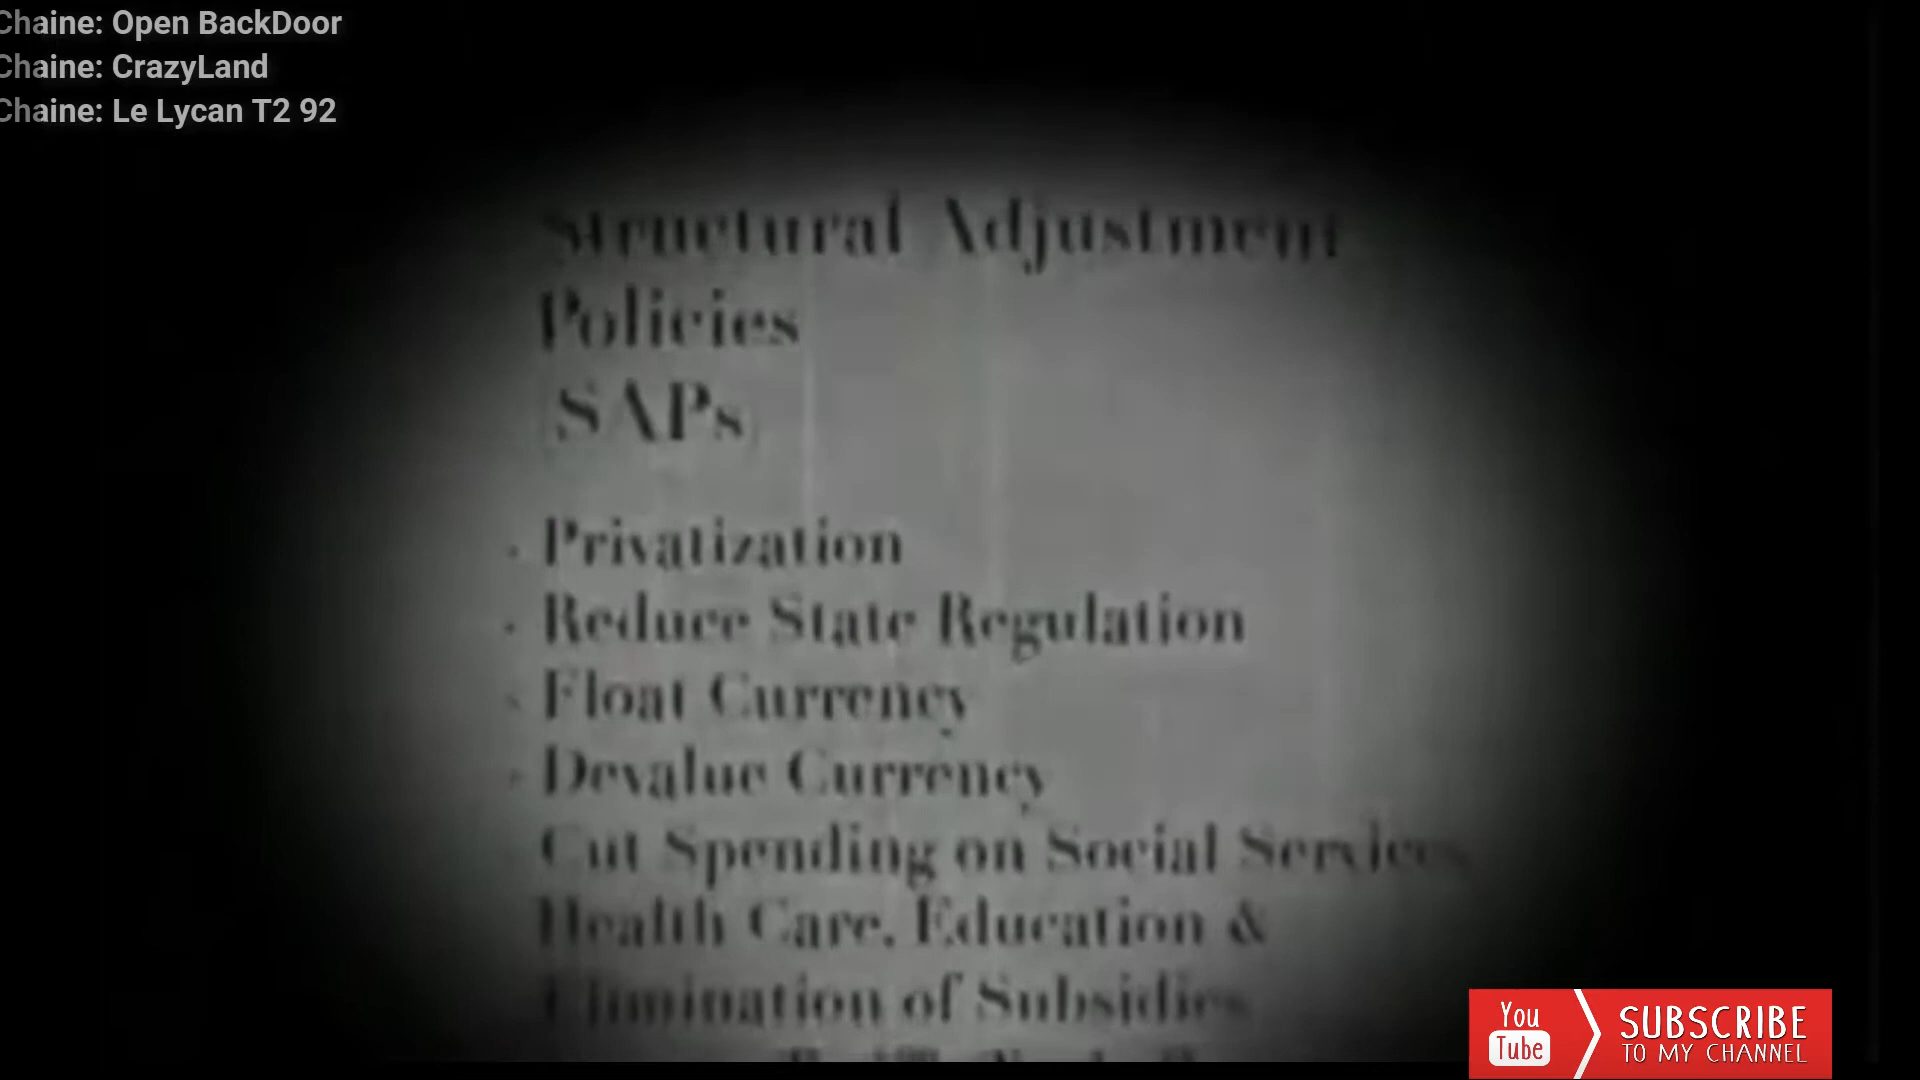 Chaine: Open BackDoor
Chaine: CrazyLand
Chaine: Le Lycan T2 92
Structural Adjustment
Policies
(SAPs)
- Privatization
- Reduce State Regulation
- Float Currency
- Devalue Currency
Cut Spending on Social Services
Health Care, Education &
Elimination of Subsidies
You
Tube
SUBSCRIBE
TO MY CHANNEL